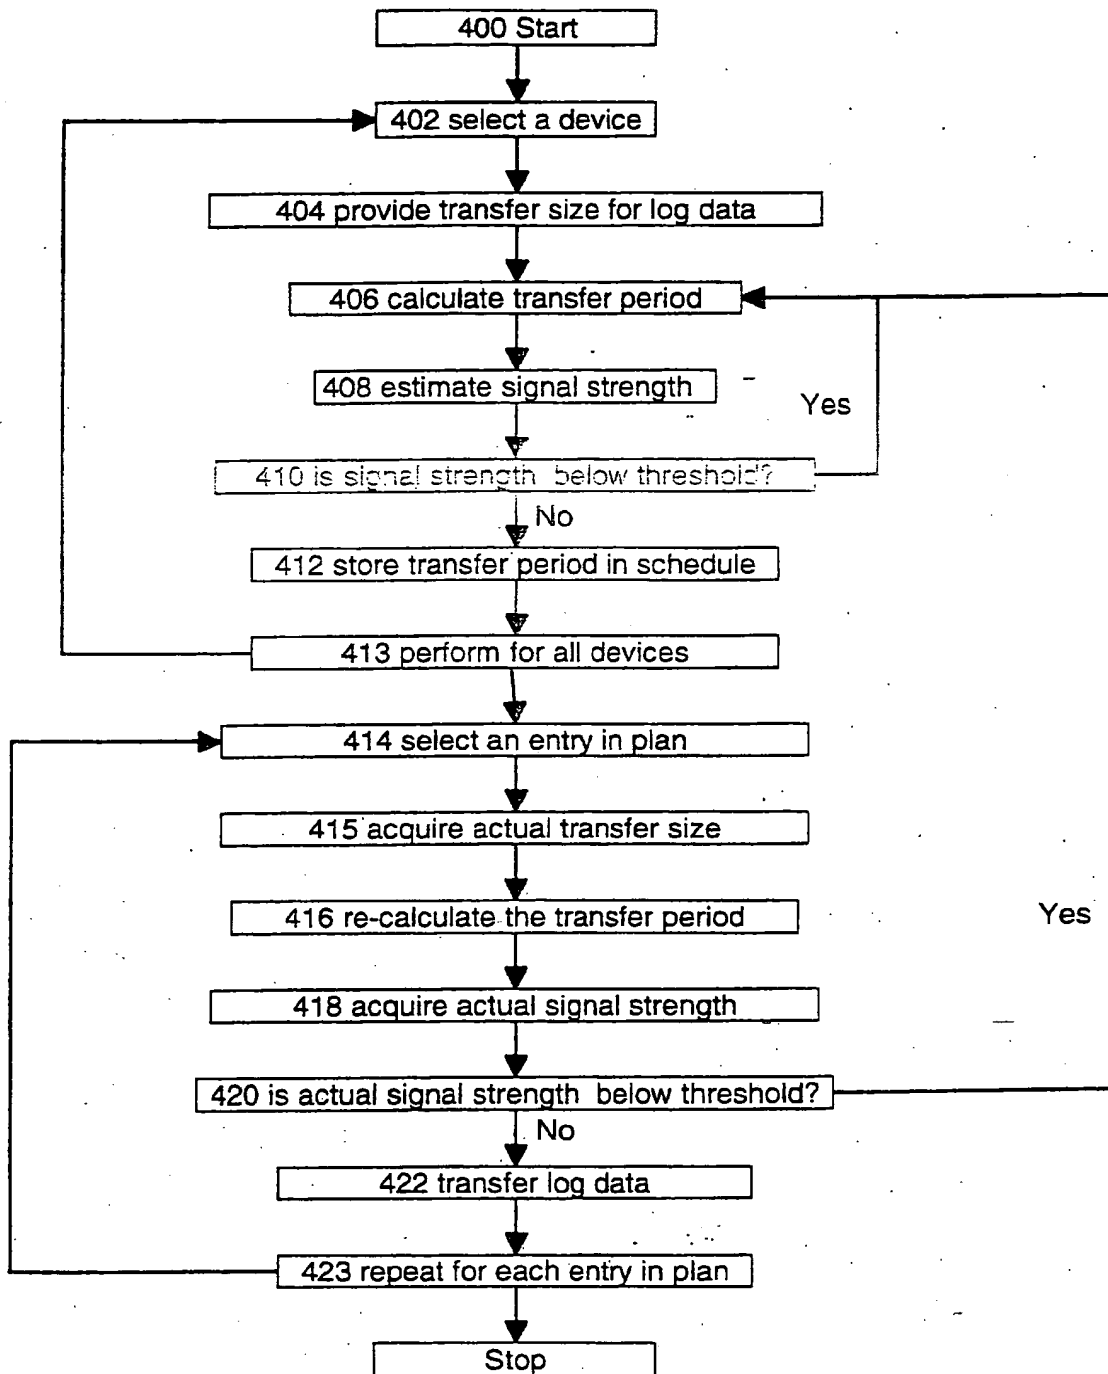 400 Start
402 select a device
404 provide transfer size for log data
406 calculate transfer period
408 estimate signal strength
Yes
410 is signal strength below threshold?
No
412 store transfer period in schedule
413 perform for all devices
414 select an entry in plan
415 acquire actual transfer size
416 re-calculate the transfer period
Yes
418 acquire actual signal strength
420 is actual signal strength below threshold?
No
422 transfer log data
423 repeat for each entry in plan
Stop